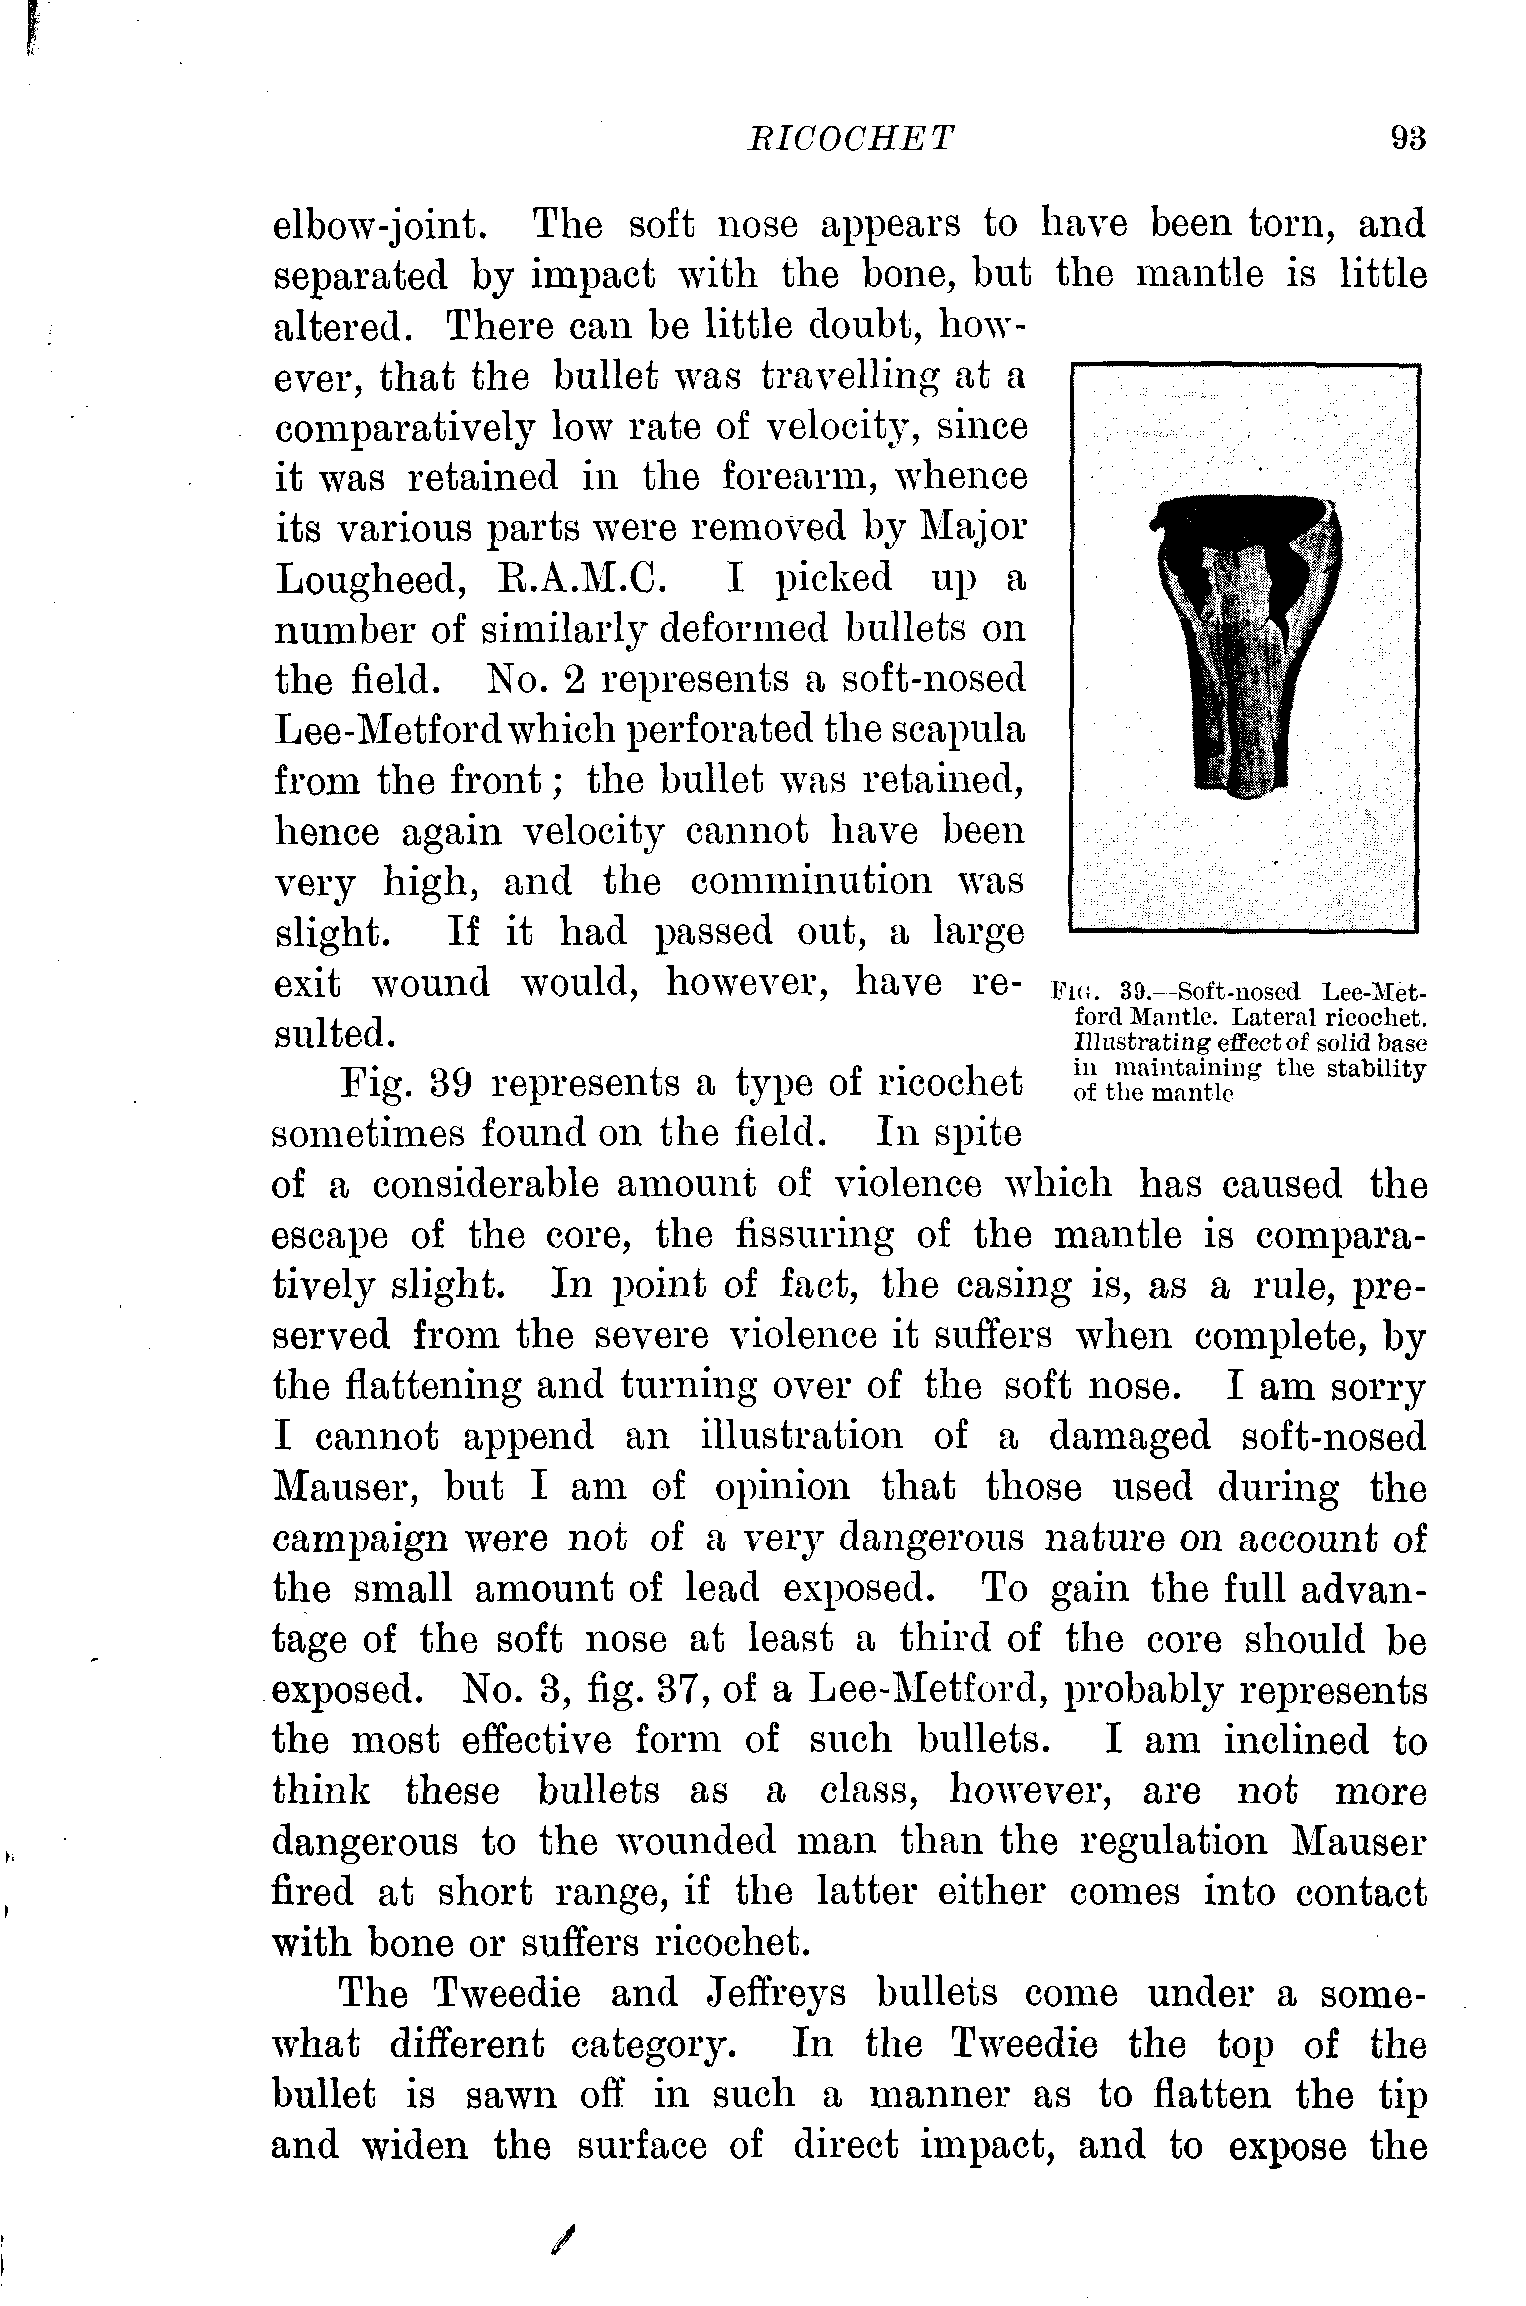 RICOCHET 93
elbow-joint. The soft nose appears to have been torn, and
separated by impact with the bone, but the mantle is little
altered. There can be little doubt, how-
ever, that the bullet was travelling at a
comparatively low rate of velocity, since
it was retained in the forearm, whence
its various parts were removed by Major
Lougheed, R.A.M.C. I picked up a
number of similarly deformed bullets on
the field. No. 2 represents a soft-nosed
Lee-Metford which perforated the scapula
from the front; the bullet was retained,
hence again velocity cannot have been
very high, and the comminution was
slight. If it had passed out, a large
exit wound would, however, have re-
sulted.
FIG. 39.—Soft-nosed Lee-Met-
ford Mantle. Lateral ricochet.
Illustrating effect of solid base
in maintaining the stability
of the mantle
Fig. 39 represents a type of ricochet
sometimes found on the field. In spite
of a considerable amount of violence which has caused the
escape of the core, the fissuring of the mantle is compara-
tively slight. In point of fact, the casing is, as a rule, pre-
served from the severe violence it suffers when complete, by
the flattening and turning over of the soft nose. I am sorry
I cannot append an illustration of a damaged soft-nosed
Mauser, but I am of opinion that those used during the
campaign were not of a very dangerous nature on account of
the small amount of lead exposed. To gain the full advan-
tage of the soft nose at least a third of the core should be
exposed. No. 3, fig. 37, of a Lee-Metford, probably represents
the most effective form of such bullets. I am inclined to
think these bullets as a class, however, are not more
dangerous to the wounded man than the regulation Mauser
fired at short range, if the latter either comes into contact
with bone or suffers ricochet.
The Tweedie and Jeffreys bullets come under a some-
what different category. In the Tweedie the top of the
bullet is sawn off in such a manner as to flatten the tip
and widen the surface of direct impact, and to expose the